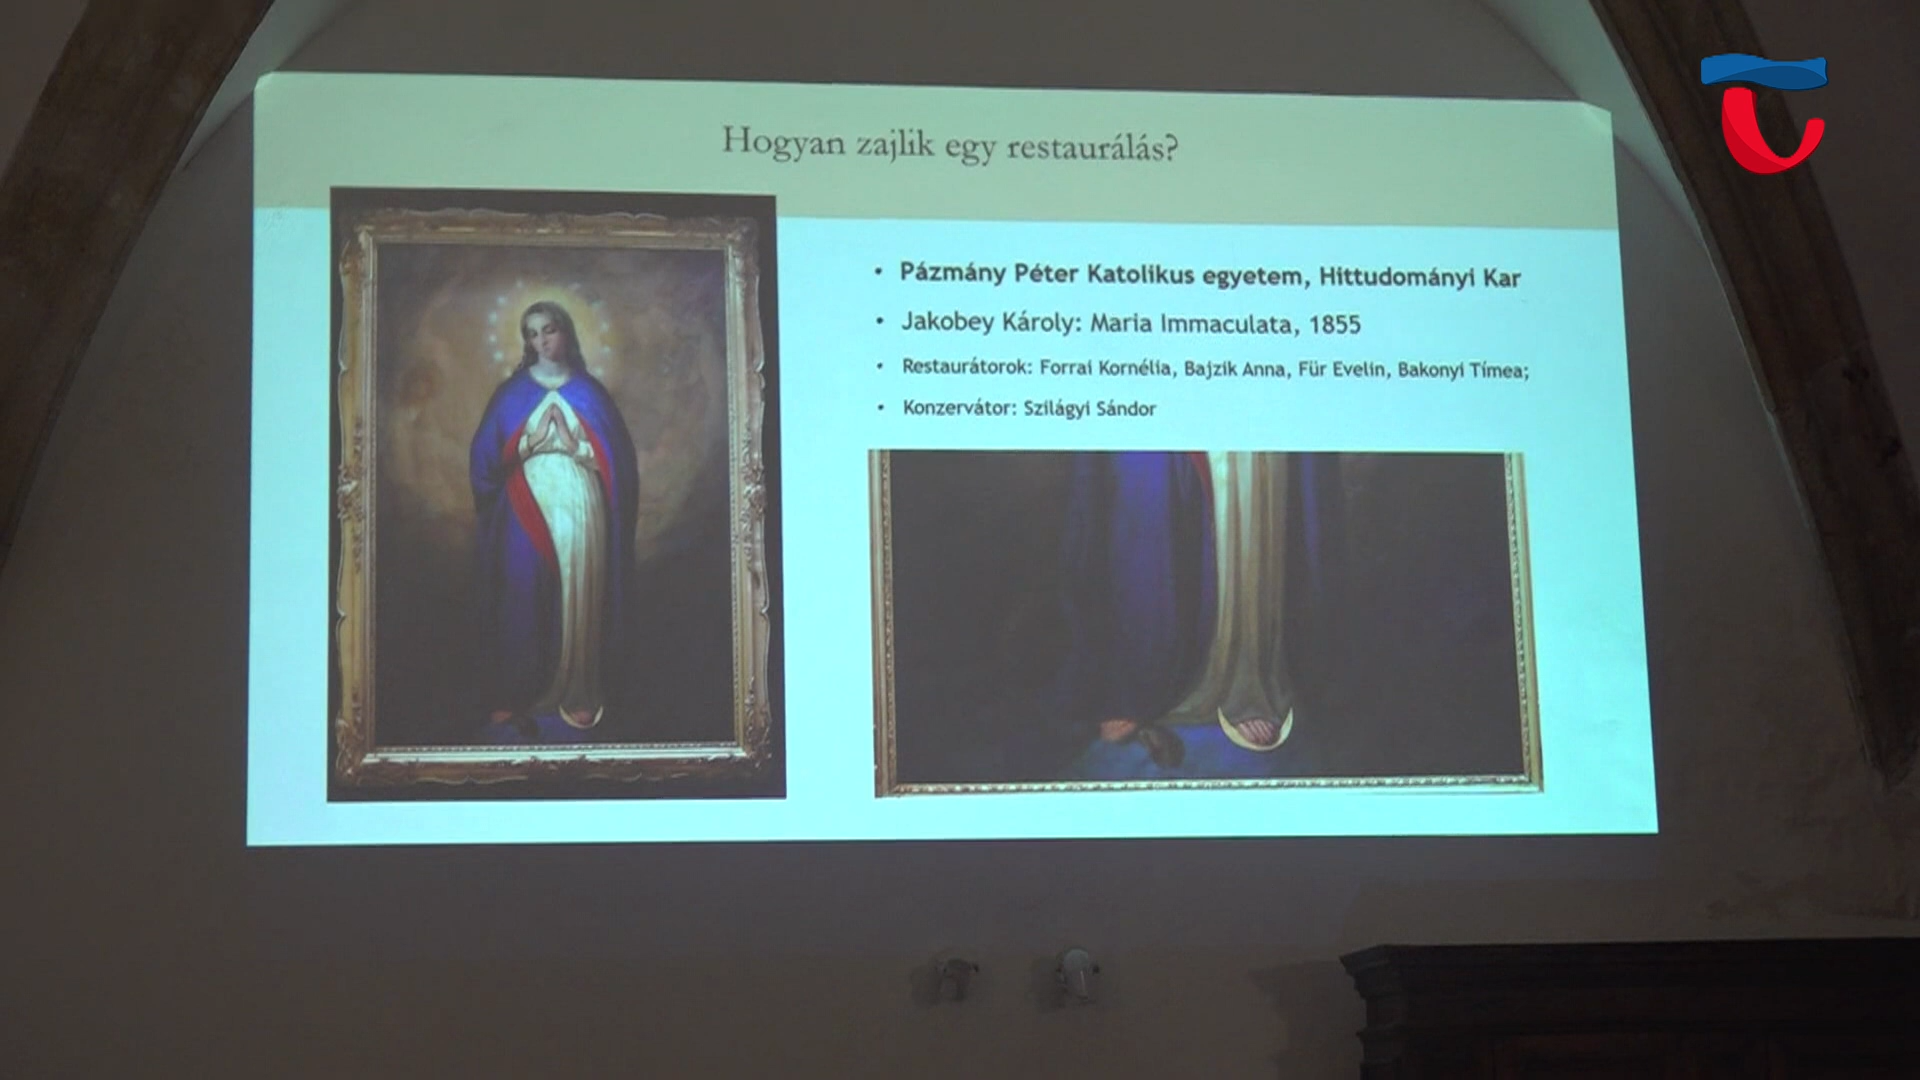 Hogyan zajlik egy restaurálás?
• Pázmány Péter Katolikus egyetem, Hittudományi Kar
• Jakobey Károly: Maria Immaculata, 1855
• Restaurátorok: Forrai Kornélia, Bajzik Anna, Für Evelin, Bakonyi Tímea;
• Konzervátor: Szilágyi Sándor